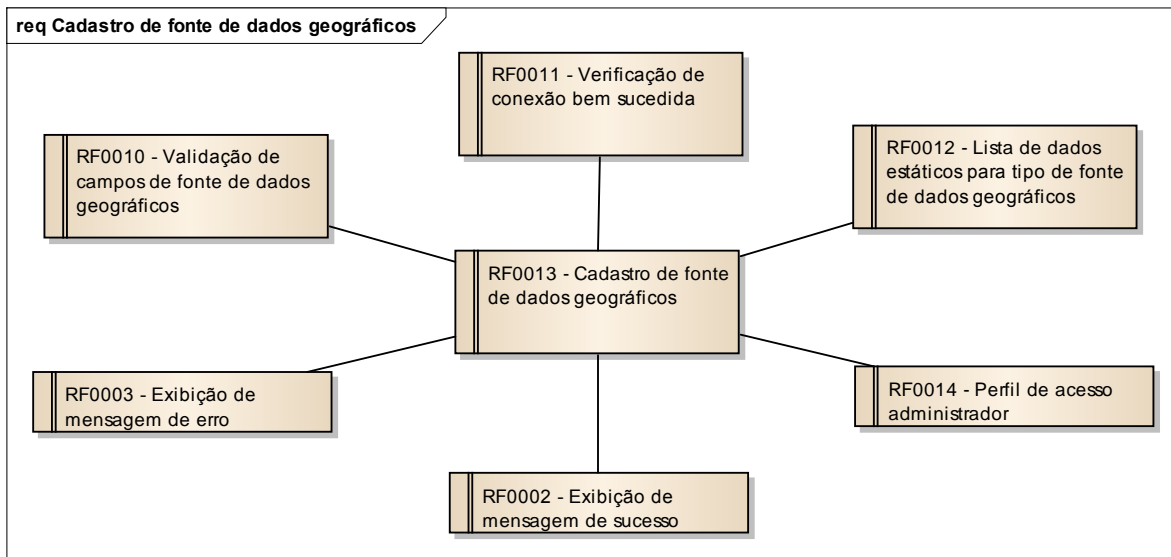 req Cadastro de fonte de dados geográficos
RF0011 - Verificação de
conexão bem sucedida
RF0010 - Validação de
campos de fonte de dados
geográficos
RF0012 - Lista de dados
estáticos para tipo de fonte
de dados geográficos
RF0013 - Cadastro de fonte
de dados geográficos
RF0003 - Exibição de
mensagem de erro
RF0014 - Perfil de acesso
administrador
RF0002 - Exibição de
mensagem de sucesso